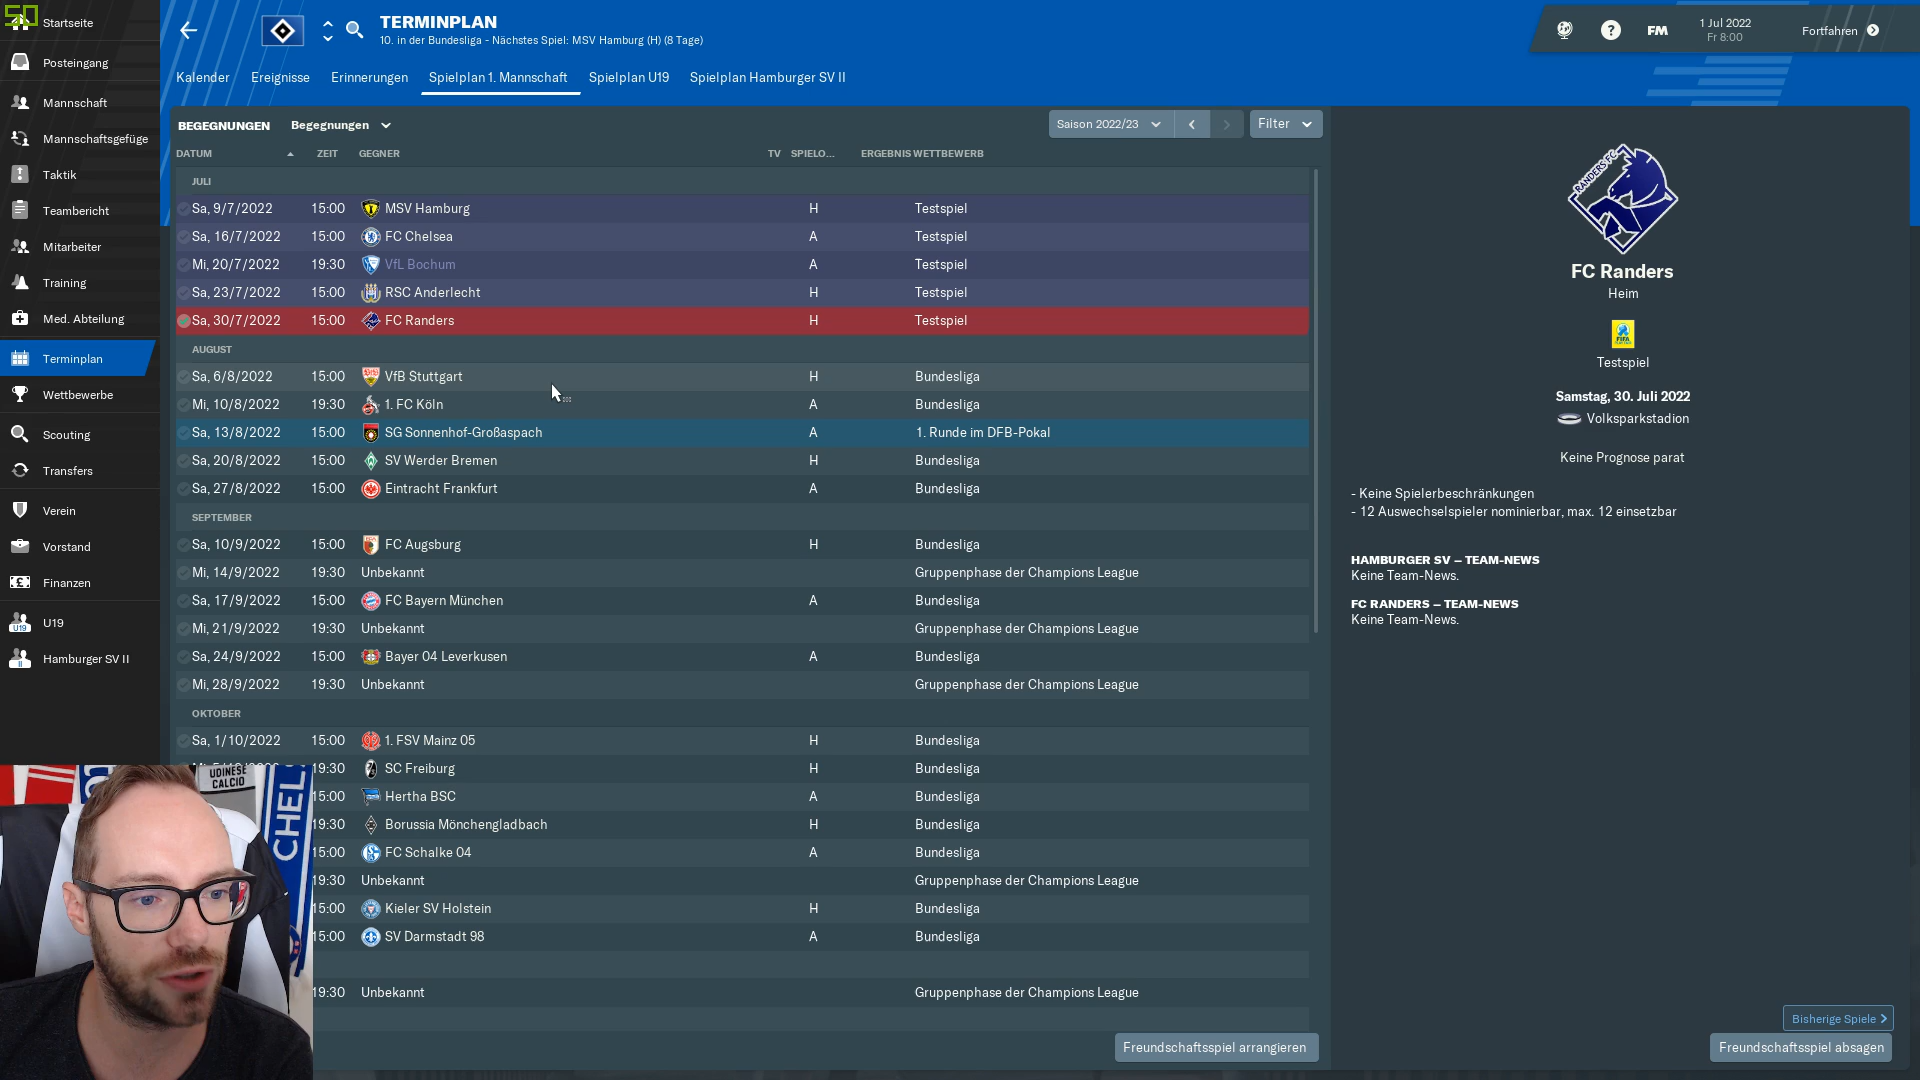 50
Startseite
Posteingang
Mannschaft
Mannschaftsgefüge
Taktik
Teambericht
Mitarbeiter
Training
Med. Abteilung
Terminplan
Wettbewerbe
Scouting
Transfers
Verein
Vorstand
Finanzen
U19
U19
II
Hamburger SV II
TERMINPLAN
10. in der Bundesliga - Nächstes Spiel: MSV Hamburg (H) (8 Tage)
FM
1 Jul 2022
Fr 8:00
Fortfahren
Kalender Ereignisse Erinnerungen Spielplan 1. Mannschaft Spielplan U19 Spielplan Hamburger SV II
BEGEGNUNGEN Begegnungen Saison 2022/23 Filter
DATUM ZEIT GEGNER TV SPIELO... ERGEBNIS WETTBEWERB
JULI
Sa, 9/7/2022 15:00 MSV Hamburg H Testspiel
Sa, 16/7/2022 15:00 FC Chelsea A Testspiel
Mi, 20/7/2022 19:30 VfL Bochum A Testspiel
Sa, 23/7/2022 15:00 RSC Anderlecht H Testspiel
Sa, 30/7/2022 15:00 FC Randers H Testspiel
AUGUST
Sa, 6/8/2022 15:00 VfB Stuttgart H Bundesliga
Mi, 10/8/2022 19:30 1. FC Köln A Bundesliga
Sa, 13/8/2022 15:00 SG Sonnenhof-Großaspach A 1. Runde im DFB-Pokal
Sa, 20/8/2022 15:00 SV Werder Bremen H Bundesliga
Sa, 27/8/2022 15:00 Eintracht Frankfurt A Bundesliga
SEPTEMBER
Sa, 10/9/2022 15:00 FC Augsburg H Bundesliga
Mi, 14/9/2022 19:30 Unbekannt Gruppenphase der Champions League
Sa, 17/9/2022 15:00 FC Bayern München A Bundesliga
Mi, 21/9/2022 19:30 Unbekannt Gruppenphase der Champions League
Sa, 24/9/2022 15:00 Bayer 04 Leverkusen A Bundesliga
Mi, 28/9/2022 19:30 Unbekannt Gruppenphase der Champions League
OKTOBER
Sa, 1/10/2022 15:00 1. FSV Mainz 05 H Bundesliga
19:30 SC Freiburg H Bundesliga
15:00 Hertha BSC A Bundesliga
19:30 Borussia Mönchengladbach H Bundesliga
15:00 FC Schalke 04 A Bundesliga
19:30 Unbekannt Gruppenphase der Champions League
15:00 Kieler SV Holstein H Bundesliga
15:00 SV Darmstadt 98 A Bundesliga
19:30 Unbekannt Gruppenphase der Champions League
Freundschaftsspiel arrangieren
RANDERS FC
FC Randers
Heim
FIFA
Testspiel
Samstag, 30. Juli 2022
Volksparkstadion
Keine Prognose parat
- Keine Spielerbeschränkungen
- 12 Auswechselspieler nominierbar, max. 12 einsetzbar
HAMBURGER SV – TEAM-NEWS
Keine Team-News.
FC RANDERS – TEAM-NEWS
Keine Team-News.
Bisherige Spiele
Freundschaftsspiel absagen
UDINESE
CALCIO
CHEL